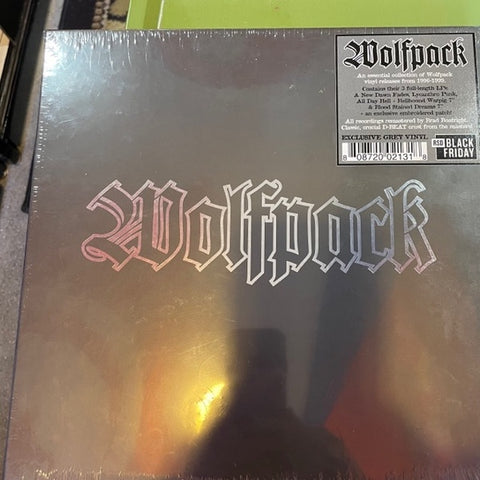 Wolfpack
An essential collection of Wolfpack
vinyl releases from 1996-1999.
Contains their 3 full-length LPs:
A New Dawn Fades, Lycanthro Punk,
All Day Hell + Hellhound Warpig 7"
& Blood Stained Dreams 7"
- an exclusive embroidered patch!
All recordings remastered by Brad Boatright.
Classic, crucial D-BEAT crust from the masters!
EXCLUSIVE GREY VINYL
8 08720 02131 8
RSD BLACK
FRIDAY
Wolfpack